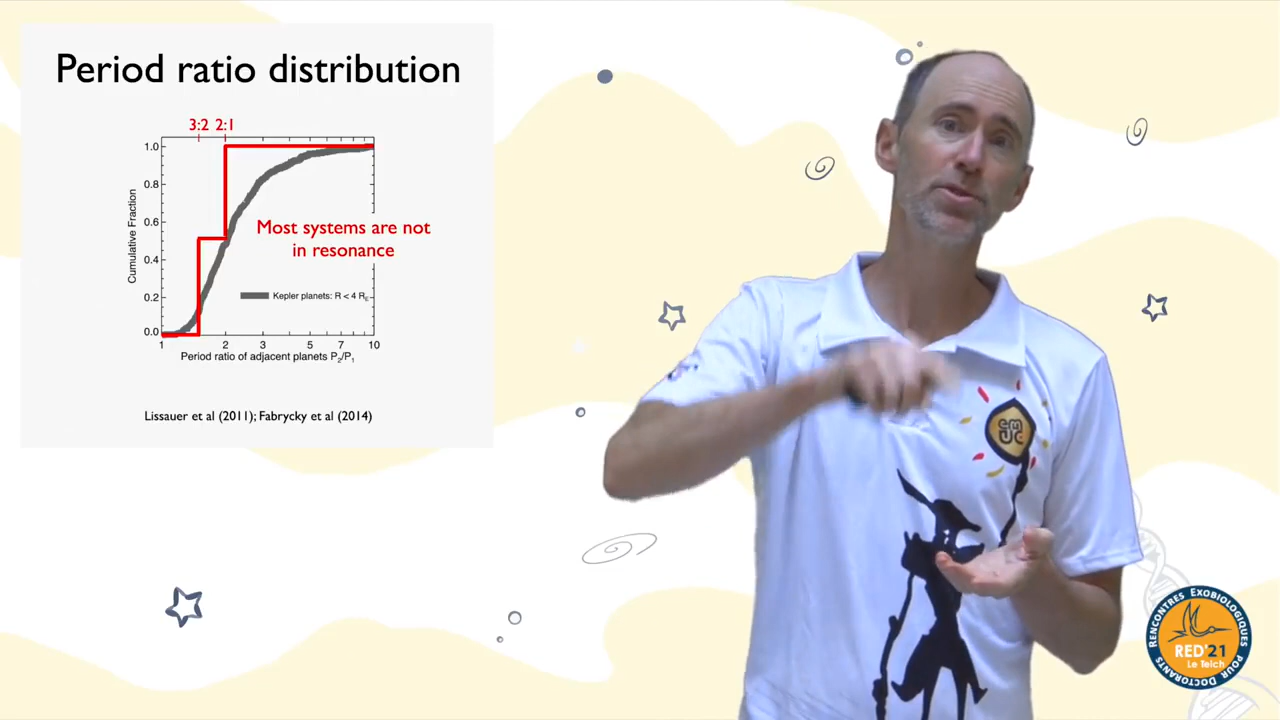 Period ratio distribution
3:2 2:1
1.0
0.8
0.6
0.4
0.2
0.0
Cumulative Fraction
Most systems are not
in resonance
Kepler planets: R < 4 R_E
1 2 3 5 7 10
Period ratio of adjacent planets P₂/P₁
Lissauer et al (2011); Fabrycky et al (2014)
RENCONTRES EXOBIOLOGIQUES
POUR DOCTORANTS
RED'21
Le Teich